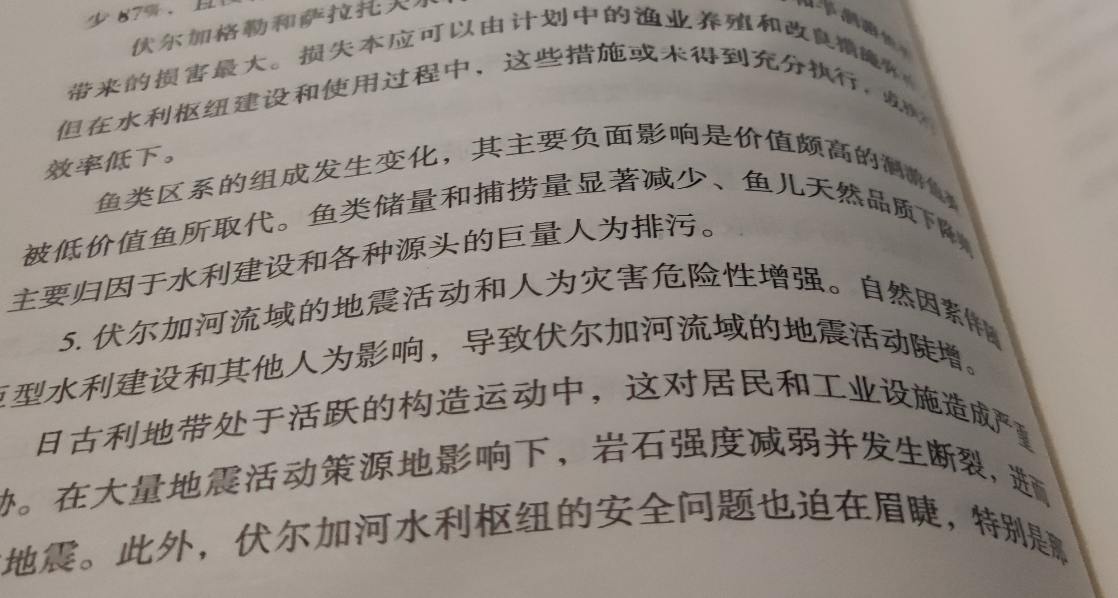 少87%，
伏尔加格勒和萨拉托夫水
带来的损害最大。损失本应可以由计划中的渔业养殖和改良措施弥
但在水利枢纽建设和使用过程中，这些措施或未得到充分执行，或执行
效率低下。
鱼类区系的组成发生变化，其主要负面影响是价值颇高的洄游鱼类
被低价值鱼所取代。鱼类储量和捕捞量显著减少、鱼儿天然品质下降则
主要归因于水利建设和各种源头的巨量人为排污。
5. 伏尔加河流域的地震活动和人为灾害危险性增强。自然因素伴随
巨型水利建设和其他人为影响，导致伏尔加河流域的地震活动陡增。
日古利地带处于活跃的构造运动中，这对居民和工业设施造成严重
胁。在大量地震活动策源地影响下，岩石强度减弱并发生断裂，进而
地震。此外，伏尔加河水利枢纽的安全问题也迫在眉睫，特别是那